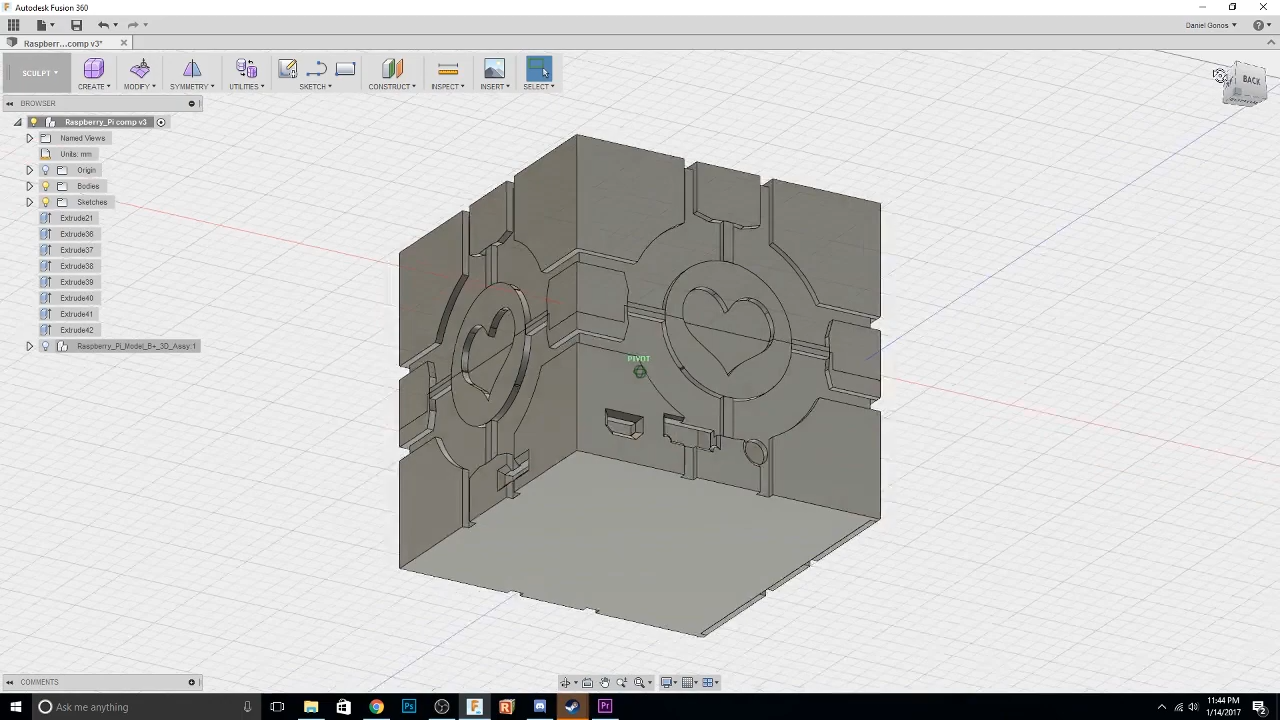 Autodesk Fusion 360
Daniel Gonos
Raspberr...comp v3*
SCULPT
CREATE
MODIFY
SYMMETRY
UTILITIES
SKETCH
CONSTRUCT
INSPECT
INSERT
SELECT
BROWSER
Raspberry_Pi comp v3
Named Views
Units: mm
Origin
Bodies
Sketches
Extrude21
Extrude36
Extrude37
Extrude38
Extrude39
Extrude40
Extrude41
Extrude42
Raspberry_Pi_Model_B+_3D_Assy:1
BACK
PIVOT
COMMENTS
Ask me anything
Ps
Pr
11:44 PM
1/14/2017